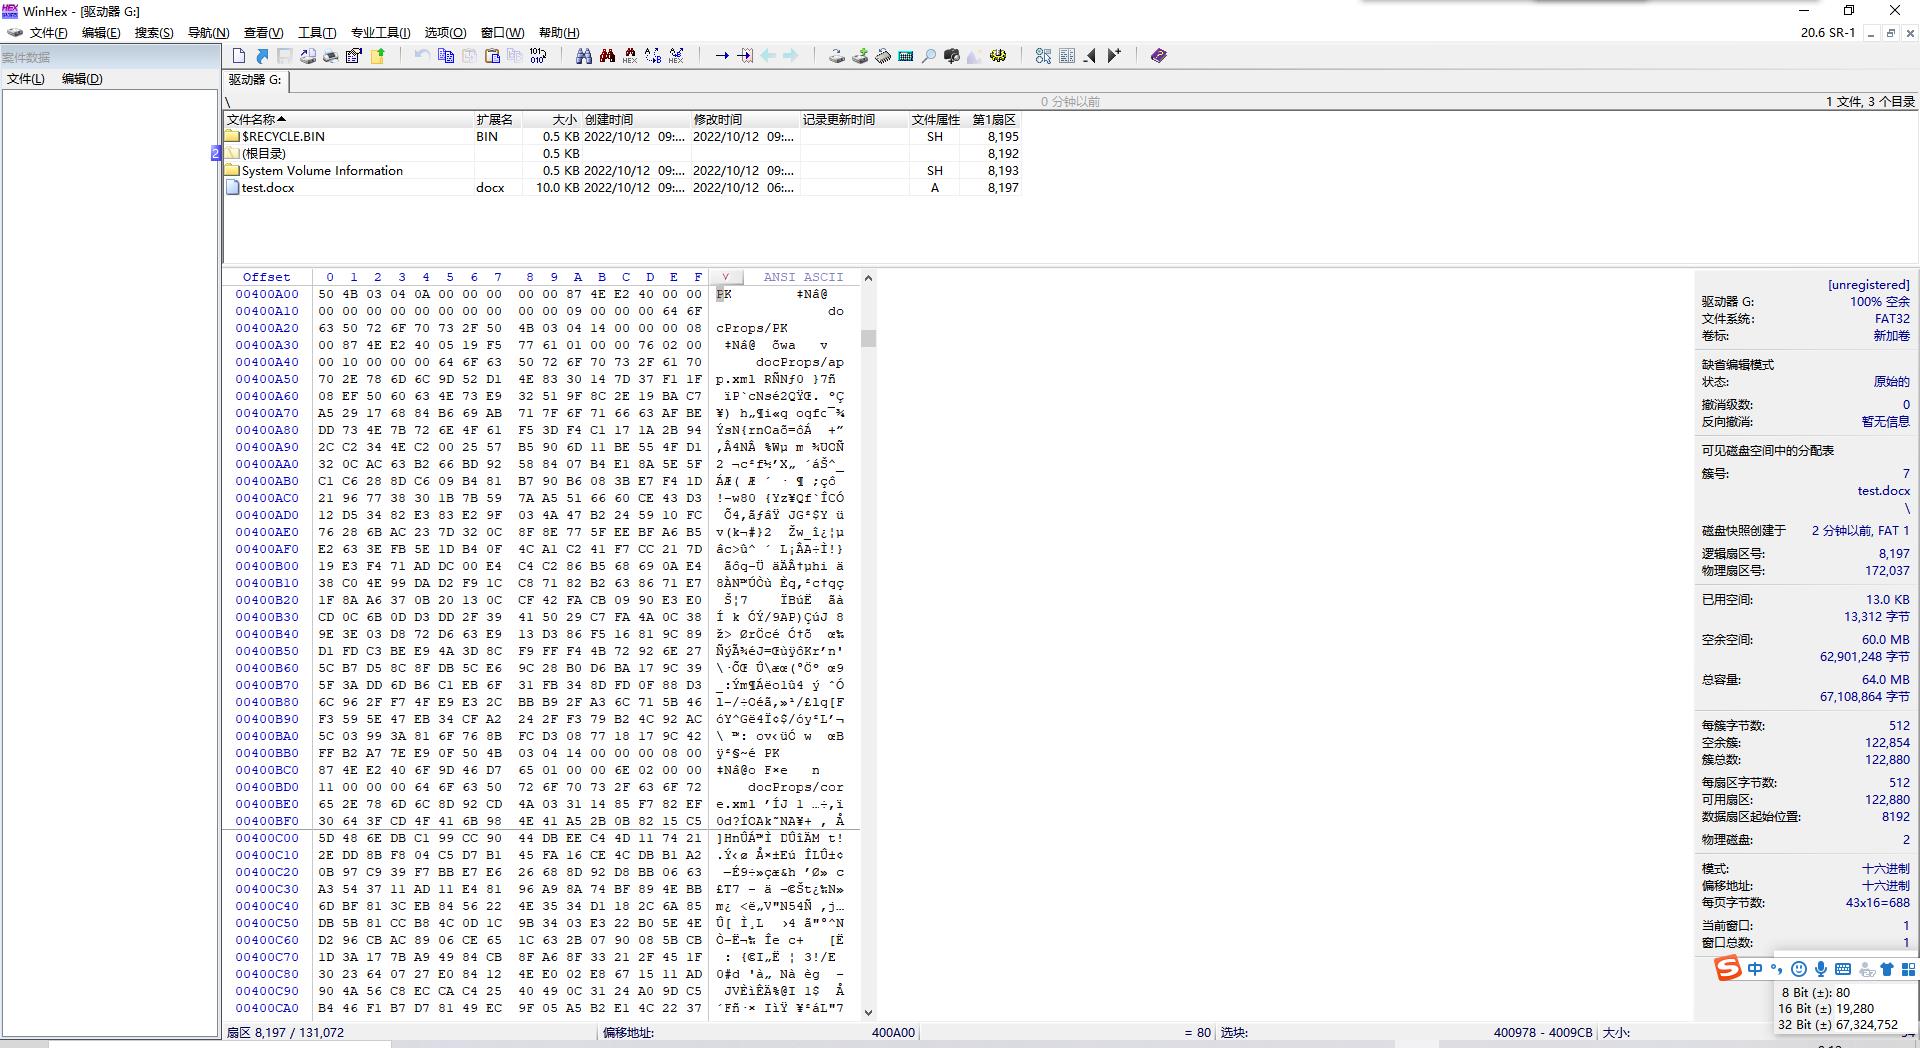 WinHex - [驱动器 G:]
文件(F) 编辑(E) 搜索(S) 导航(N) 查看(V) 工具(T) 专业工具(I) 选项(O) 窗口(W) 帮助(H) 20.6 SR-1
案件数据
文件(L) 编辑(D)
驱动器 G:
\ 0 分钟以前 1 文件, 3 个目录
文件名称 扩展名 大小 创建时间 修改时间 记录更新时间 文件属性 第1扇区
$RECYCLE.BIN BIN 0.5 KB 2022/10/12 09:... 2022/10/12 09:... SH 8,195
(根目录) 0.5 KB 8,192
System Volume Information 0.5 KB 2022/10/12 09:... 2022/10/12 09:... SH 8,193
test.docx docx 10.0 KB 2022/10/12 09:... 2022/10/12 06:... A 8,197
Offset 0 1 2 3 4 5 6 7 8 9 A B C D E F ANSI ASCII
00400A00 50 4B 03 04 0A 00 00 00 00 00 87 4E E2 40 00 00 PK ‡Nâ@
00400A10 00 00 00 00 00 00 00 00 00 00 09 00 00 00 64 6F do
00400A20 63 50 72 6F 70 73 2F 50 4B 03 04 14 00 00 00 08 cProps/PK
00400A30 00 87 4E E2 40 05 19 F5 77 61 01 00 00 76 02 00 ‡Nâ@ õwa v
00400A40 00 10 00 00 00 64 6F 63 50 72 6F 70 73 2F 61 70 docProps/ap
00400A50 70 2E 78 6D 6C 9D 52 D1 4E 83 30 14 7D 37 F1 1F p.xml RÑNƒ0 }7ñ
00400A60 08 EF 50 60 63 4E 73 E9 32 51 9F 8C 2E 19 BA C7 ïP`cNsé2QŸŒ. ºÇ
00400A70 A5 29 17 68 84 B6 69 AB 71 7F 6F 71 66 63 AF BE ¥) h„¶i«q oqfc¯¾
00400A80 DD 73 4E 7B 72 6E 4F 61 F5 3D F4 C1 17 1A 2B 94 ÝsN{rnOaõ=ôÁ +”
00400A90 2C C2 34 4E C2 00 25 57 B5 90 6D 11 BE 55 4F D1 ,Â4NÂ %Wµ m ¾UOÑ
00400AA0 32 0C AC 63 B2 66 BD 92 58 84 07 B4 E1 8A 5E 5F 2 ¬c²f½’X„ ´áŠ^_
00400AB0 C1 C6 28 8D C6 09 B4 81 B7 90 B6 08 3B E7 F4 1D
00400AC0 21 96 77 38 30 1B 7B 59 7A A5 51 66 60 CE 43 D3 !–w80 {Yz¥Qf`ÎCÓ
00400AD0 12 D5 34 82 E3 83 E2 9F 03 4A 47 B2 24 59 10 FC Õ4‚ãƒâŸ JG²$Y ü
00400AE0 76 28 6B AC 23 7D 32 0C 8F 8E 77 5F EE BF A6 B5 v(k¬#}2 Žw_î¿¦µ
00400AF0 E2 63 3E FB 5E 1D B4 0F 4C A1 C2 41 F7 CC 21 7D âc>û^ ´ L¡ÂA÷Ì!}
00400B00 19 E3 F4 71 AD DC 00 E4 C4 C2 86 B5 68 69 0A E4 ãôq-Ü äÄÂ†µhi ä
00400B10 38 C0 4E 99 DA D2 F9 1C C8 71 82 B2 63 86 71 E7 8ÀN™ÚÒù Èq‚²c†qç
00400B20 1F 8A A6 37 0B 20 13 0C CF 42 FA CB 09 90 E3 E0 Š¦7 ÏBúË ãà
00400B30 CD 0C 6B 0D D3 DD 2F 39 41 50 29 C7 FA 4A 0C 38 Í k ÓÝ/9AP)ÇúJ 8
00400B40 9E 3E 03 D8 72 D6 63 E9 13 D3 86 F5 16 81 9C 89 ž> ØrÖcé Ó†õ œ‰
00400B50 D1 FD C3 BE E9 4A 3D 8C F9 FF F4 4B 72 92 6E 27 ÑýÃ¾éJ=ŒùÿôKr’n'
00400B60 5C B7 D5 8C 8F DB 5C E6 9C 28 B0 D6 BA 17 9C 39 \·ÕŒ Û\æœ(°Öº œ9
00400B70 5F 3A DD 6D B6 C1 EB 6F 31 FB 34 8D FD 0F 88 D3 _:Ým¶Áëo1û4 ý ˆÓ
00400B80 6C 96 2F F7 4F E9 E3 2C BB B9 2F A3 6C 71 5B 46 l–/÷Oéã,»¹/£lq[F
00400B90 F3 59 5E 47 EB 34 CF A2 24 2F F3 79 B2 4C 92 AC óY^Gë4Ï¢$/óy²L’¬
00400BA0 5C 03 99 3A 81 6F 76 8B FC D3 08 77 18 17 9C 42 \ ™: ov‹üÓ w œB
00400BB0 FF B2 A7 7E E9 0F 50 4B 03 04 14 00 00 00 08 00 ÿ²§~é PK
00400BC0 87 4E E2 40 6F 9D 46 D7 65 01 00 00 6E 02 00 00 ‡Nâ@o F×e n
00400BD0 11 00 00 00 64 6F 63 50 72 6F 70 73 2F 63 6F 72 docProps/cor
00400BE0 65 2E 78 6D 6C 8D 92 CD 4A 03 31 14 85 F7 82 EF e.xml ’ÍJ 1 …÷‚ï
00400BF0 30 64 3F CD 4F 41 6B 98 4E 41 A5 2B 0B 82 15 C5
00400C00 5D 48 6E DB C1 99 CC 90 44 DB EE C4 4D 11 74 21 ]HnÛÁ™Ì DÛîÄM t!
00400C10 2E DD 8B F8 04 C5 D7 B1 45 FA 16 CE 4C DB B1 A2 .Ý‹ø Å×±Eú ÎLÛ±¢
00400C20 0B 97 C9 39 F7 BB E7 E6 26 68 8D 92 D8 BB 06 63 —É9÷»çæ&h ’Ø» c
00400C30 A3 54 37 11 AD 11 E4 81 96 A9 8A 74 BF 89 4E BB £T7 - ä –©Št¿‰N»
00400C40 6D BF 81 3C EB 84 56 22 4E 35 34 D1 18 2C 6A 85 m¿ <ë„V"N54Ñ ,j…
00400C50 DB 5B 81 CC B8 4C 0D 1C 9B 34 03 E3 22 B0 5E 4E Û[ Ì¸L ›4 ã"°^N
00400C60 D2 96 CB AC 89 06 CE 65 1C 63 2B 07 90 08 5B CB Ò–Ë¬‰ Îe c+ [Ë
00400C70 1D 3A 17 7B A9 49 84 CB 8F A6 8F 33 21 2F 45 1F : {©I„Ë ¦ 3!/E
00400C80 30 23 64 07 27 E0 84 12 4E E0 02 E8 67 15 11 AD 0#d 'à„ Nà èg -
00400C90 90 4A 56 C8 EC CA C4 25 40 49 0C 31 24 A0 9D C5 JVÈìÊÄ%@I 1$ Å
00400CA0 B4 46 F1 B7 D7 81 49 EC 9F 05 A5 B2 E1 4C 22 37 ´Fñ·× IìŸ ¥²áL"7
[unregistered]
驱动器 G: 100% 空余
文件系统: FAT32
卷标: 新加卷
缺省编辑模式
状态: 原始的
撤消级数: 0
反向撤消: 暂无信息
可见磁盘空间中的分配表
簇号: 7
test.docx
\
磁盘快照创建于 2 分钟以前, FAT 1
逻辑扇区号: 8,197
物理扇区号: 172,037
已用空间: 13.0 KB
13,312 字节
空余空间: 60.0 MB
62,901,248 字节
总容量: 64.0 MB
67,108,864 字节
每簇字节数: 512
空余簇: 122,854
簇总数: 122,880
每扇区字节数: 512
可用扇区: 122,880
数据扇区起始位置: 8192
物理磁盘: 2
模式: 十六进制
偏移地址: 十六进制
每页字节数: 43x16=688
当前窗口: 1
窗口总数: 1
中
8 Bit (±): 80
16 Bit (±) 19,280
32 Bit (±) 67,324,752
扇区 8,197 / 131,072 偏移地址: 400A00 = 80 选块: 400978 - 4009CB 大小: